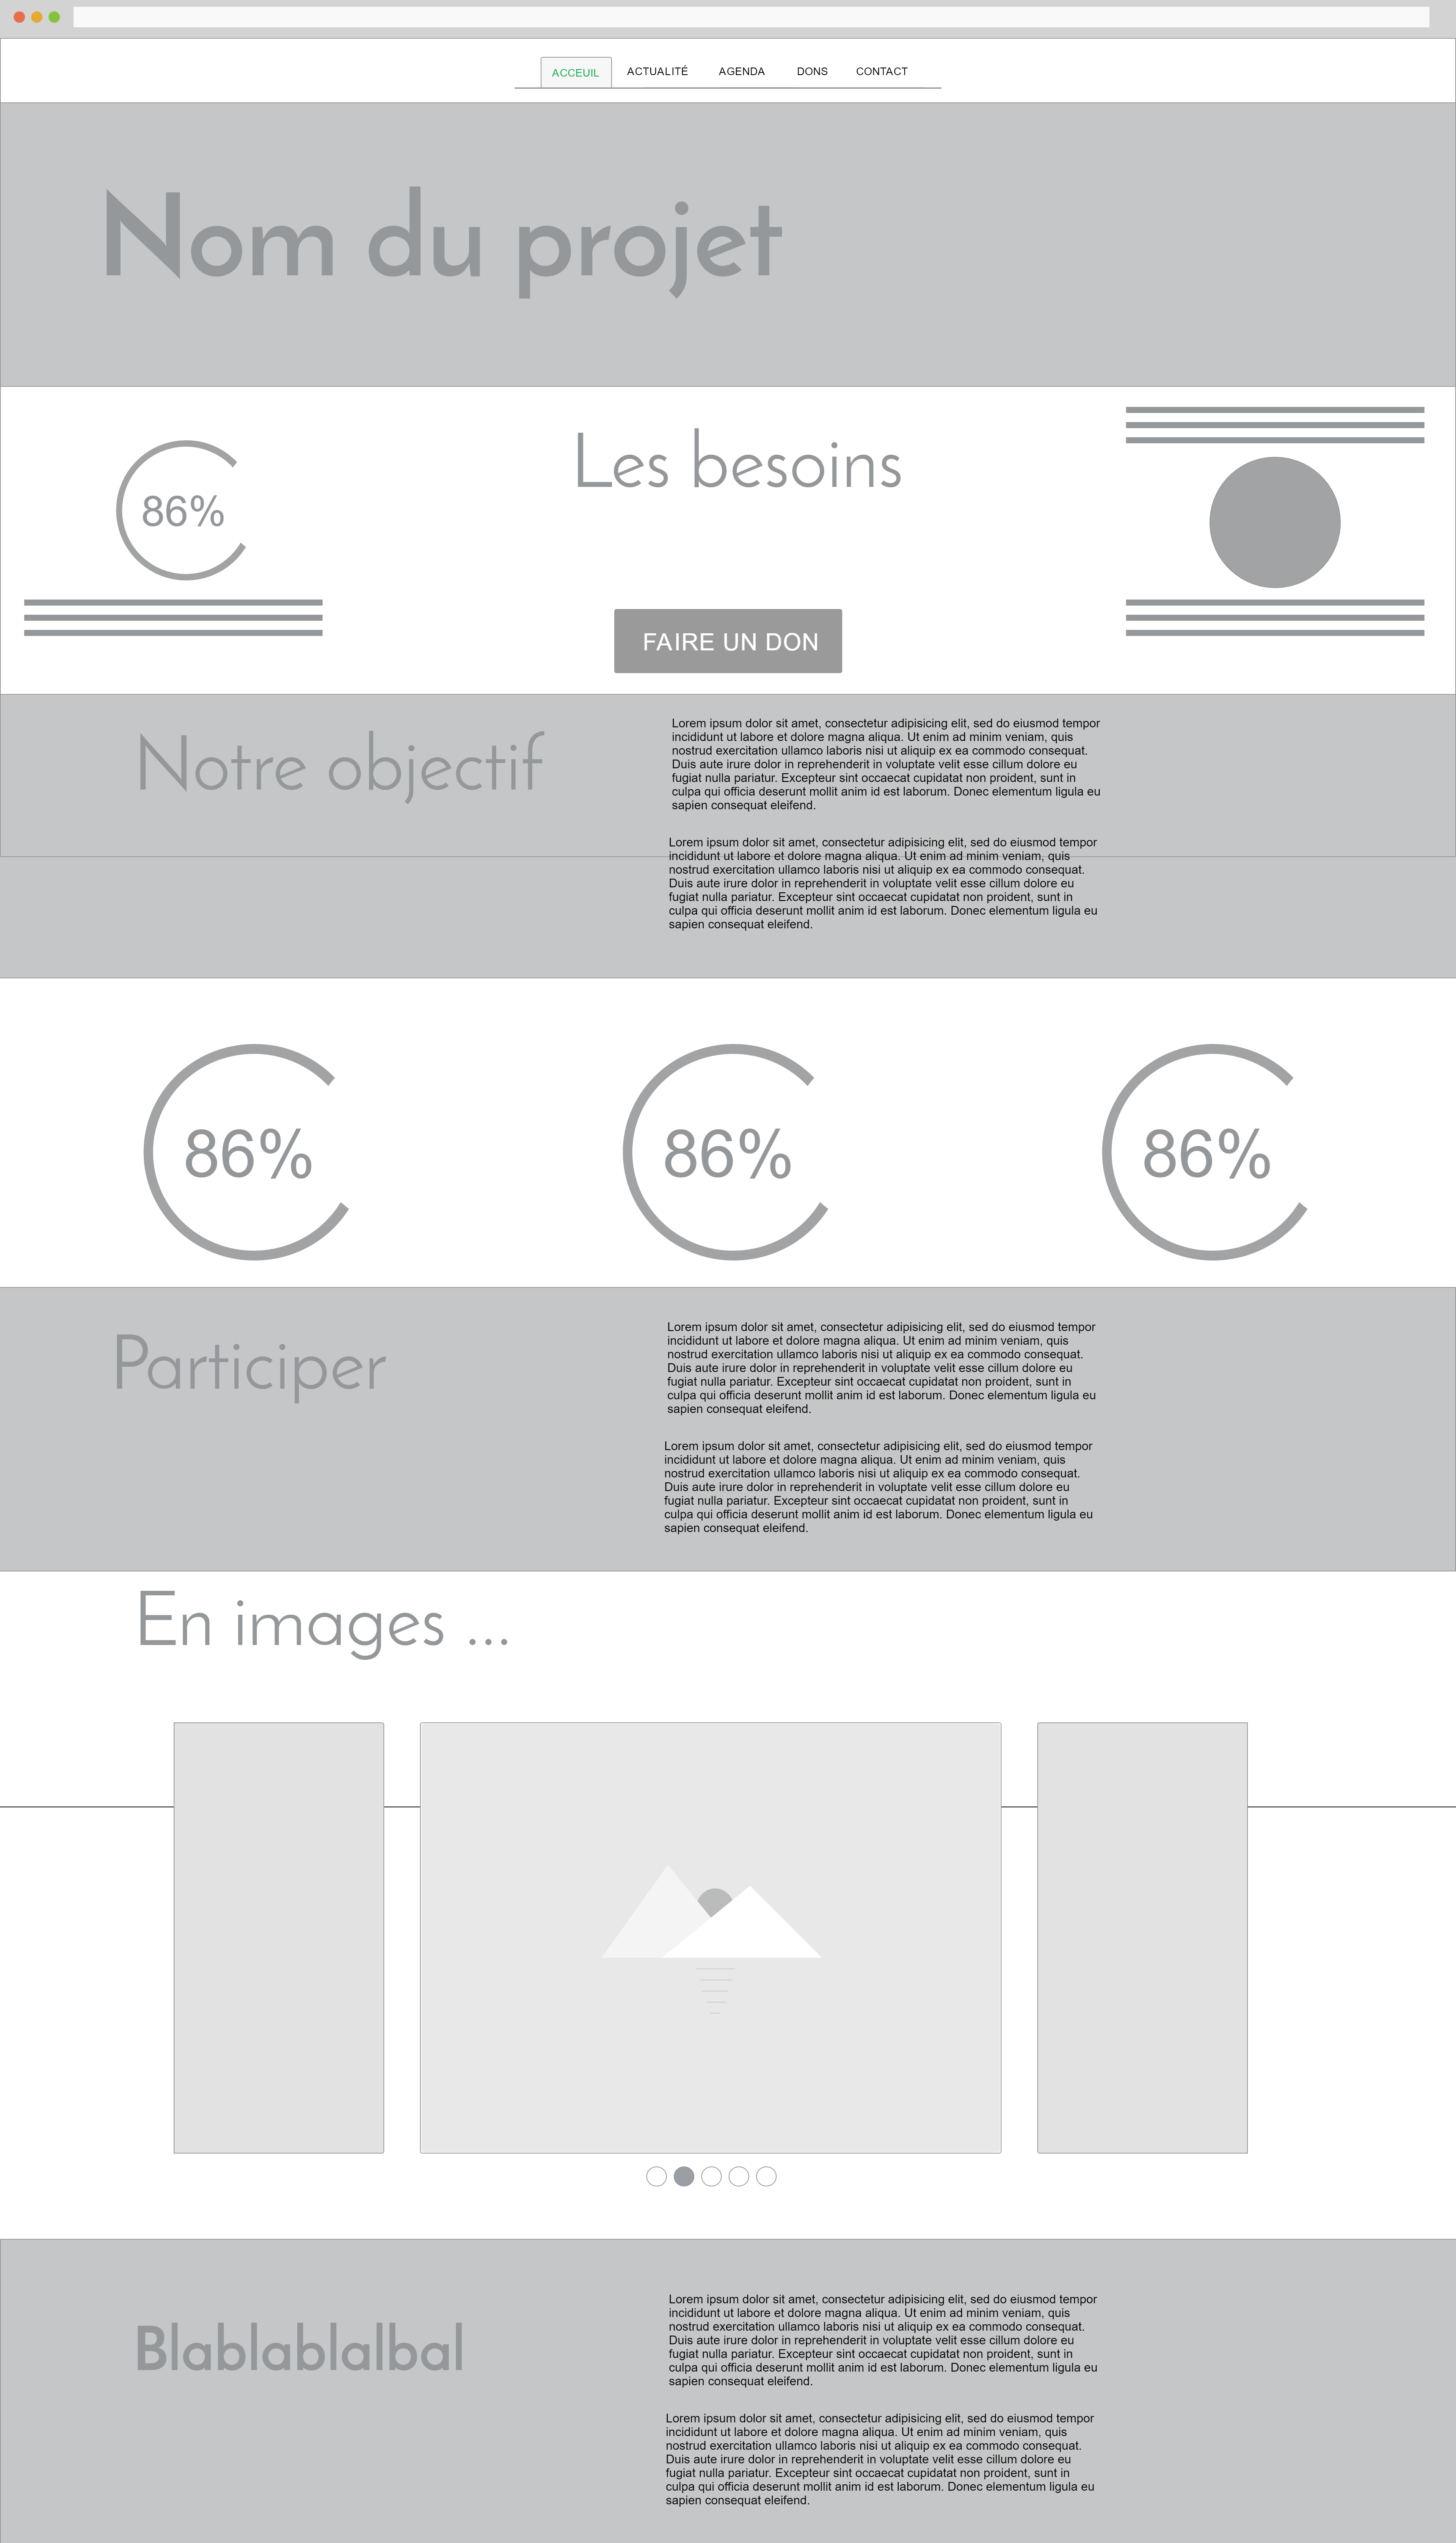 ACCEUIL ACTUALITÉ AGENDA DONS CONTACT
Nom du projet
86%
Les besoins
FAIRE UN DON
Notre objectif
Lorem ipsum dolor sit amet, consectetur adipisicing elit, sed do eiusmod tempor
incididunt ut labore et dolore magna aliqua. Ut enim ad minim veniam, quis
nostrud exercitation ullamco laboris nisi ut aliquip ex ea commodo consequat.
Duis aute irure dolor in reprehenderit in voluptate velit esse cillum dolore eu
fugiat nulla pariatur. Excepteur sint occaecat cupidatat non proident, sunt in
culpa qui officia deserunt mollit anim id est laborum. Donec elementum ligula eu
sapien consequat eleifend.
Lorem ipsum dolor sit amet, consectetur adipisicing elit, sed do eiusmod tempor
incididunt ut labore et dolore magna aliqua. Ut enim ad minim veniam, quis
nostrud exercitation ullamco laboris nisi ut aliquip ex ea commodo consequat.
Duis aute irure dolor in reprehenderit in voluptate velit esse cillum dolore eu
fugiat nulla pariatur. Excepteur sint occaecat cupidatat non proident, sunt in
culpa qui officia deserunt mollit anim id est laborum. Donec elementum ligula eu
sapien consequat eleifend.
86% 86% 86%
Participer
Lorem ipsum dolor sit amet, consectetur adipisicing elit, sed do eiusmod tempor
incididunt ut labore et dolore magna aliqua. Ut enim ad minim veniam, quis
nostrud exercitation ullamco laboris nisi ut aliquip ex ea commodo consequat.
Duis aute irure dolor in reprehenderit in voluptate velit esse cillum dolore eu
fugiat nulla pariatur. Excepteur sint occaecat cupidatat non proident, sunt in
culpa qui officia deserunt mollit anim id est laborum. Donec elementum ligula eu
sapien consequat eleifend.
Lorem ipsum dolor sit amet, consectetur adipisicing elit, sed do eiusmod tempor
incididunt ut labore et dolore magna aliqua. Ut enim ad minim veniam, quis
nostrud exercitation ullamco laboris nisi ut aliquip ex ea commodo consequat.
Duis aute irure dolor in reprehenderit in voluptate velit esse cillum dolore eu
fugiat nulla pariatur. Excepteur sint occaecat cupidatat non proident, sunt in
culpa qui officia deserunt mollit anim id est laborum. Donec elementum ligula eu
sapien consequat eleifend.
En images ...
Blablablalbal
Lorem ipsum dolor sit amet, consectetur adipisicing elit, sed do eiusmod tempor
incididunt ut labore et dolore magna aliqua. Ut enim ad minim veniam, quis
nostrud exercitation ullamco laboris nisi ut aliquip ex ea commodo consequat.
Duis aute irure dolor in reprehenderit in voluptate velit esse cillum dolore eu
fugiat nulla pariatur. Excepteur sint occaecat cupidatat non proident, sunt in
culpa qui officia deserunt mollit anim id est laborum. Donec elementum ligula eu
sapien consequat eleifend.
Lorem ipsum dolor sit amet, consectetur adipisicing elit, sed do eiusmod tempor
incididunt ut labore et dolore magna aliqua. Ut enim ad minim veniam, quis
nostrud exercitation ullamco laboris nisi ut aliquip ex ea commodo consequat.
Duis aute irure dolor in reprehenderit in voluptate velit esse cillum dolore eu
fugiat nulla pariatur. Excepteur sint occaecat cupidatat non proident, sunt in
culpa qui officia deserunt mollit anim id est laborum. Donec elementum ligula eu
sapien consequat eleifend.